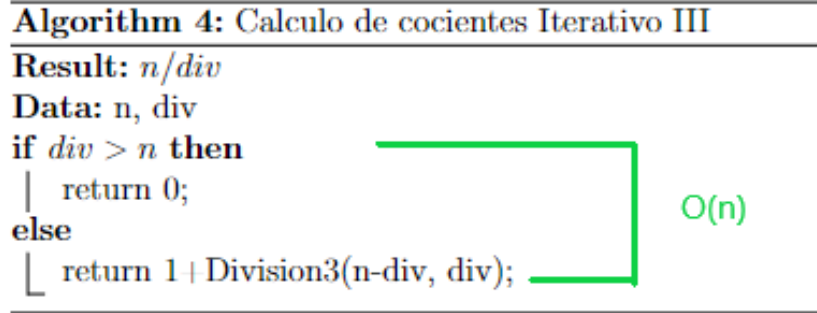 Algorithm 4: Calculo de cocientes Iterativo III
Result: n/div
Data: n, div
if div > n then
return 0;
else
return 1+Division3(n-div, div);
O(n)